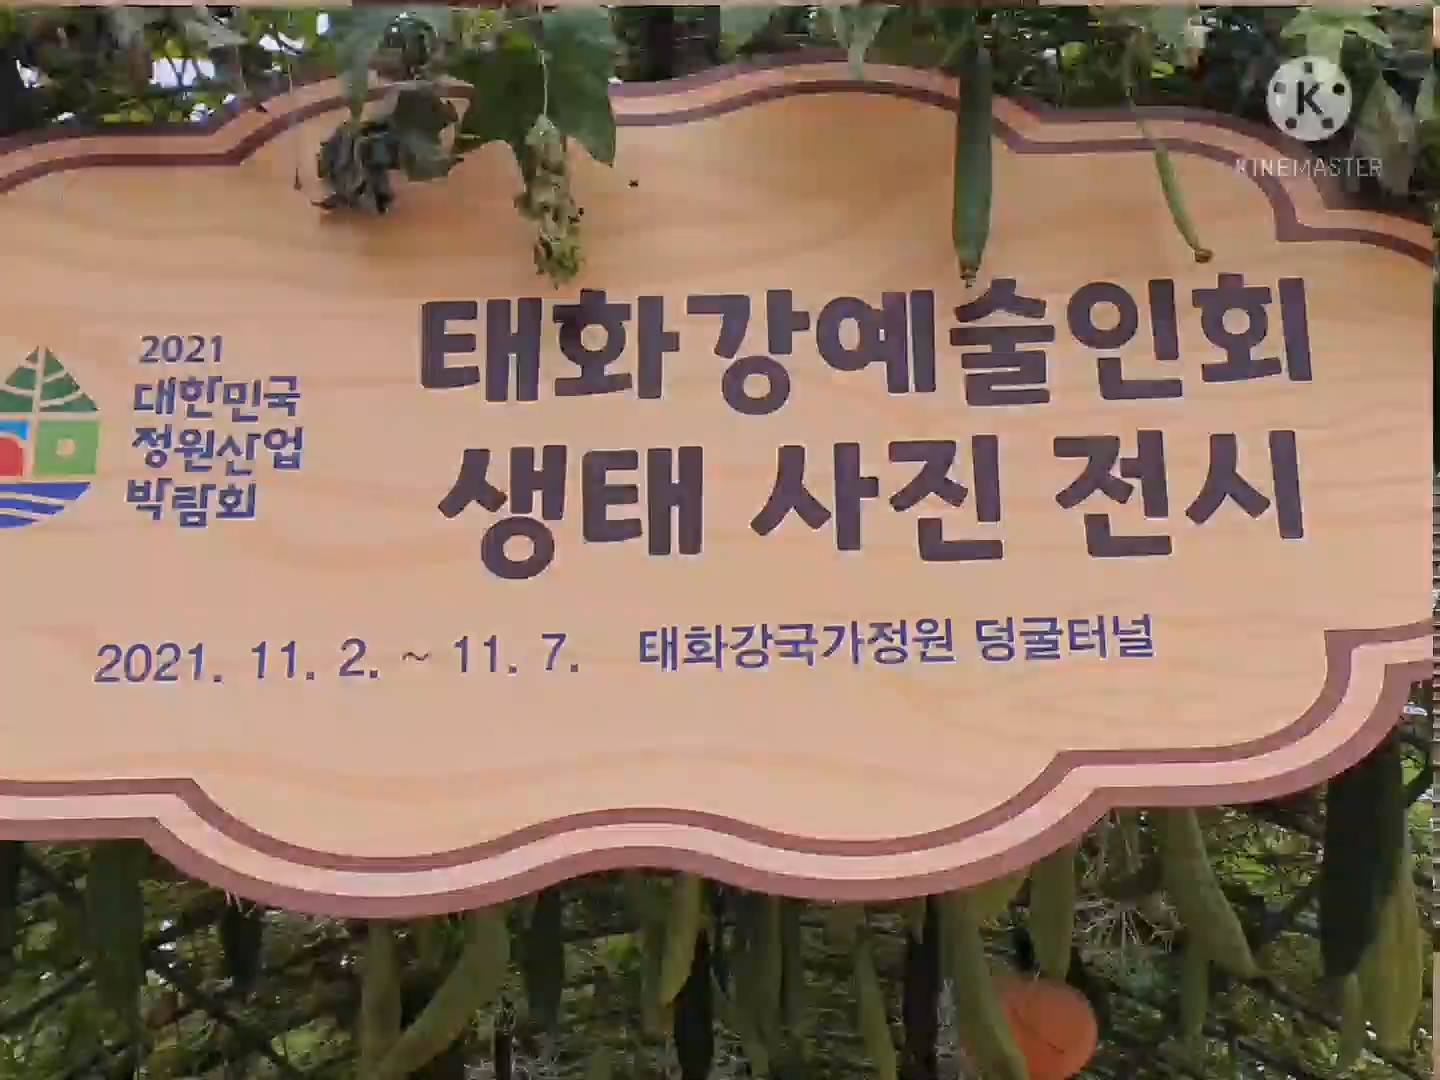 KINEMASTER
태화강예술인회
생태 사진 전시
2021
대한민국
정원산업
박람회
2021. 11. 2. ~ 11. 7. 태화강국가정원 덩굴터널